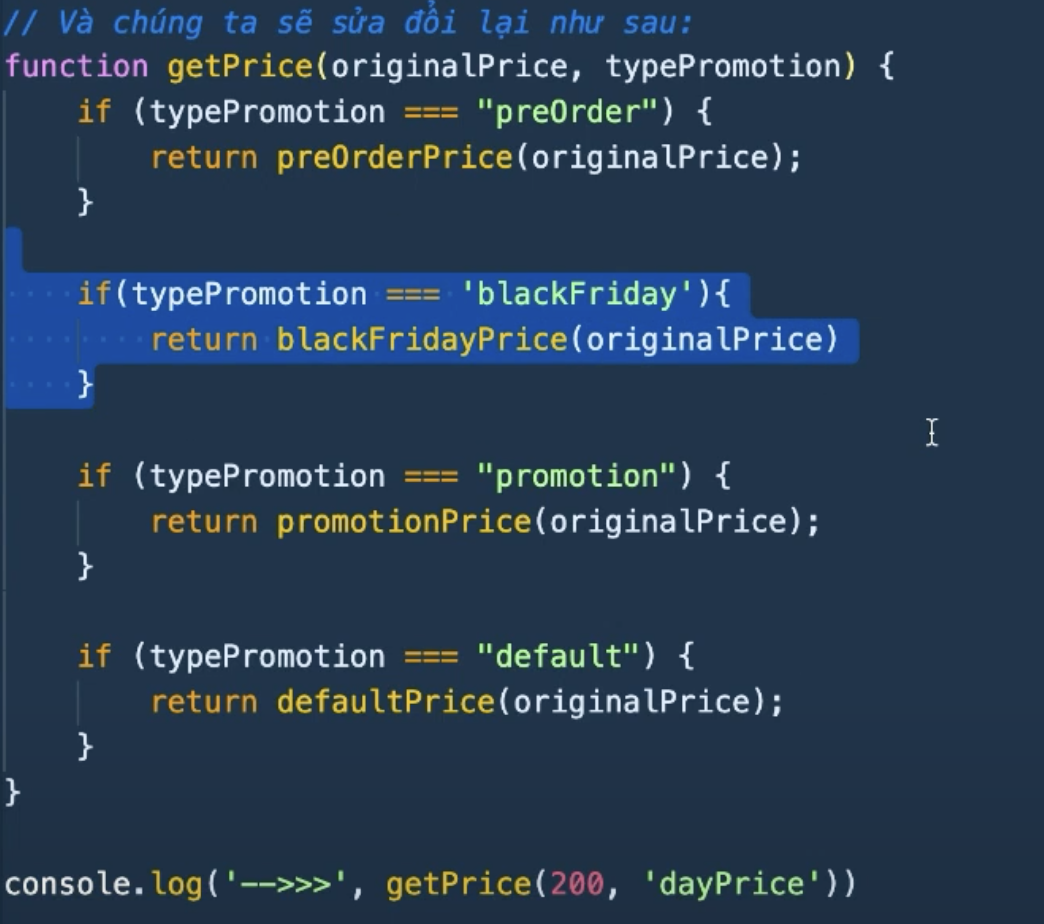 // Và chúng ta sẽ sửa đổi lại như sau:
function getPrice(originalPrice, typePromotion) {
    if (typePromotion === "preOrder") {
        return preOrderPrice(originalPrice);
    }

    if(typePromotion === 'blackFriday'){
        return blackFridayPrice(originalPrice)
    }

    if (typePromotion === "promotion") {
        return promotionPrice(originalPrice);
    }

    if (typePromotion === "default") {
        return defaultPrice(originalPrice);
    }
}

console.log('-->>>', getPrice(200, 'dayPrice'))